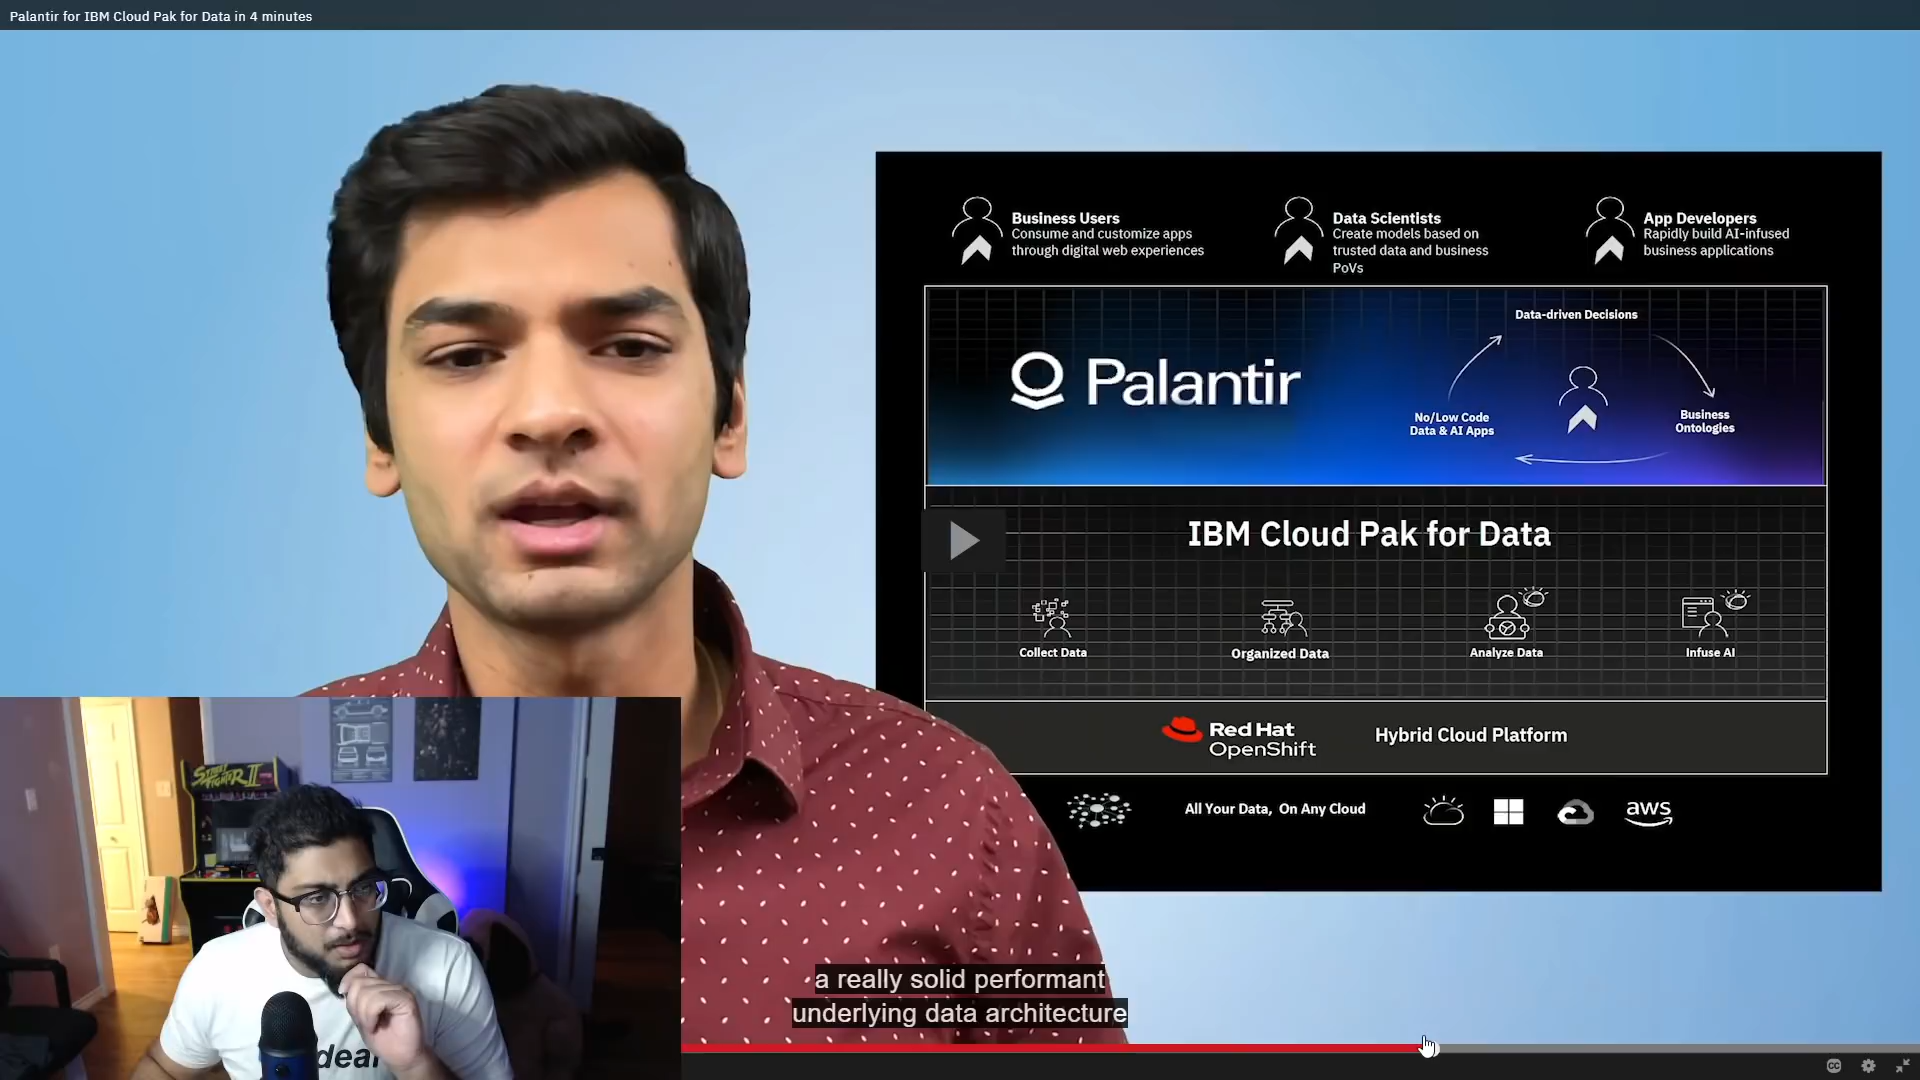 Palantir for IBM Cloud Pak for Data in 4 minutes
Business Users
Consume and customize apps
through digital web experiences
Data Scientists
Create models based on
trusted data and business
PoVs
App Developers
Rapidly build AI-infused
business applications
Palantir
Data-driven Decisions
No/Low Code
Data & AI Apps
Business
Ontologies
IBM Cloud Pak for Data
Collect Data
Organized Data
Analyze Data
Infuse AI
Red Hat
OpenShift
Hybrid Cloud Platform
All Your Data, On Any Cloud
aws
STREET
FIGHTER II
a really solid performant
underlying data architecture
CC